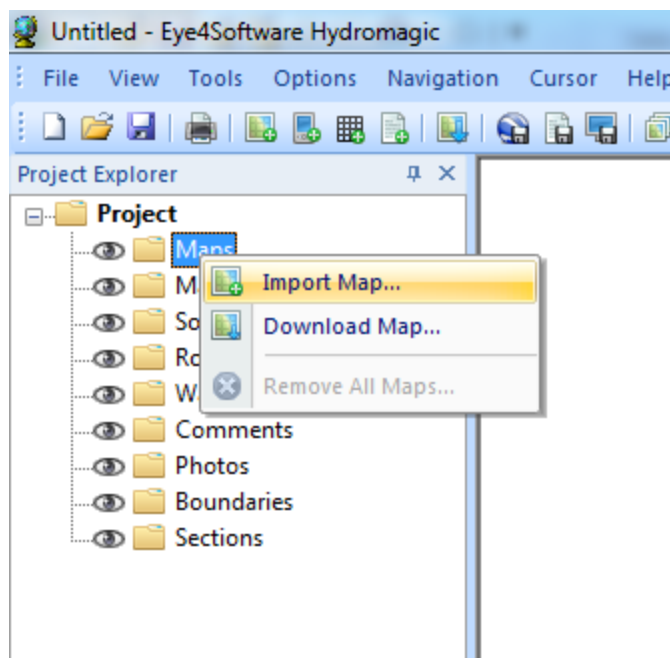 Untitled - Eye4Software Hydromagic
File View Tools Options Navigation Cursor Help
Project Explorer
Project
Maps
Import Map...
Download Map...
Remove All Maps...
Comments
Photos
Boundaries
Sections